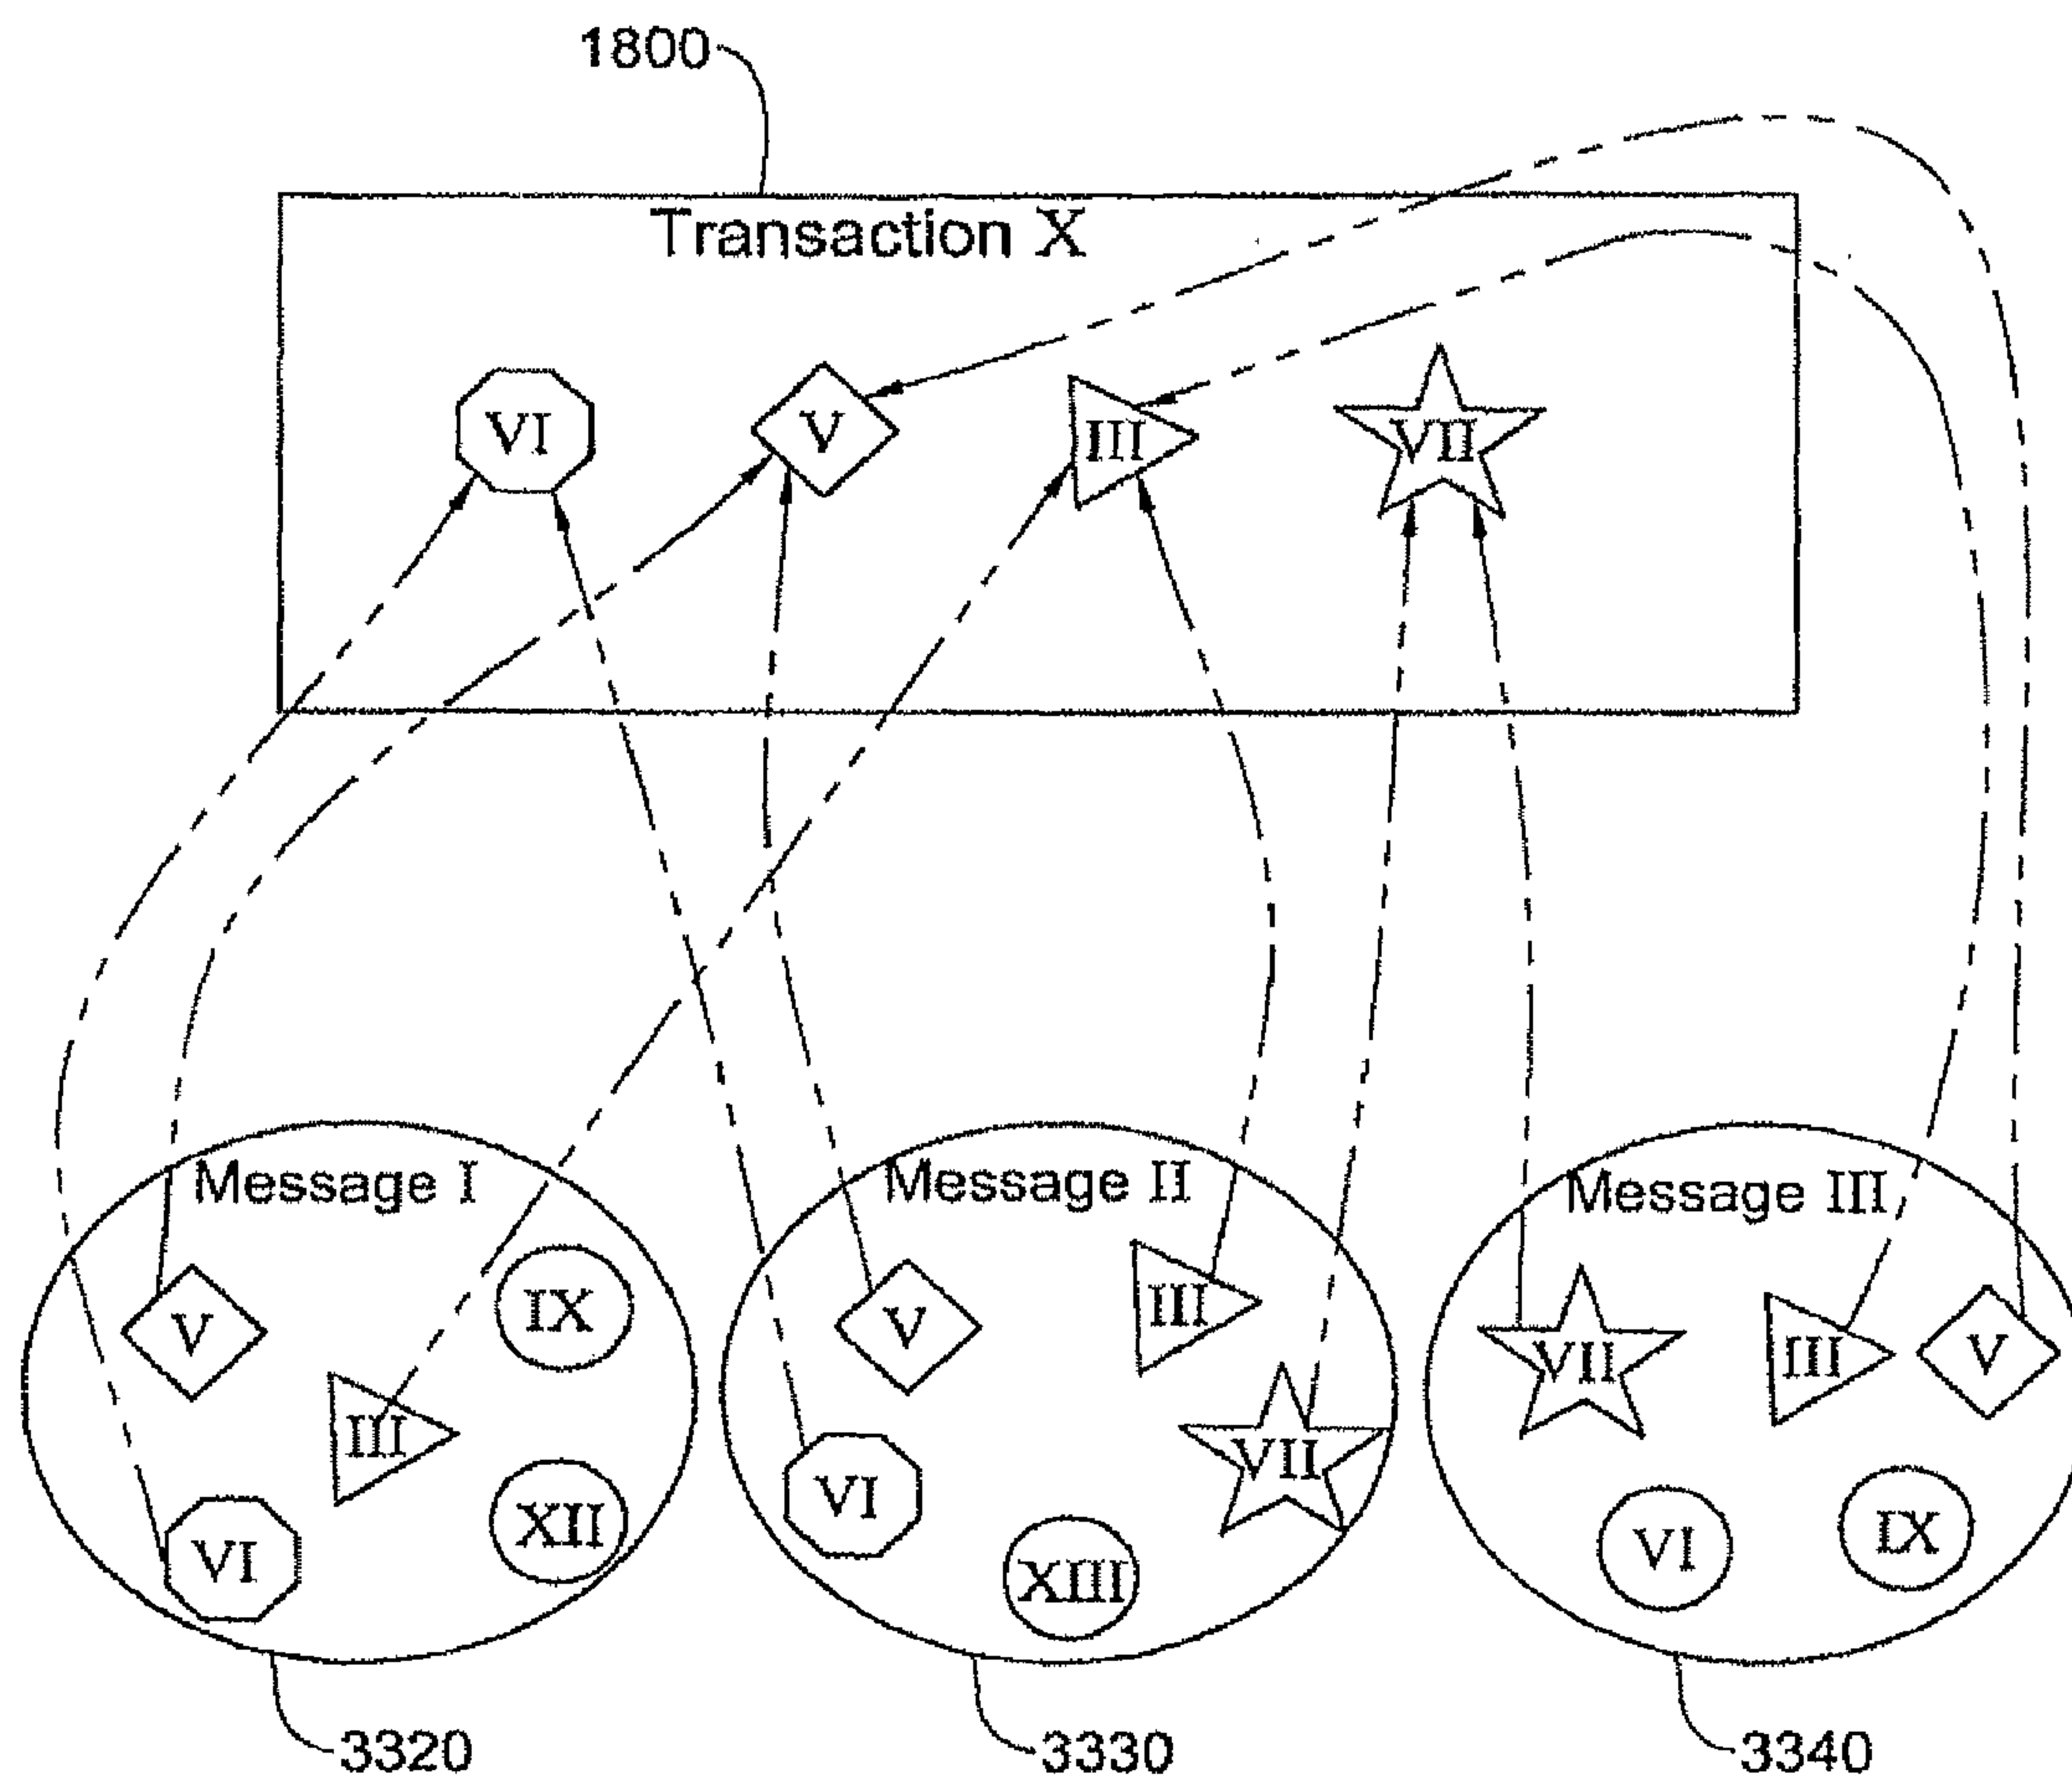 1800
Transaction X
VI
V
III
VII
Message I
V
IX
III
XII
VI
Message II
V
III
VII
VI
XIII
Message III
VII
III
V
VI
IX
3320
3330
3340